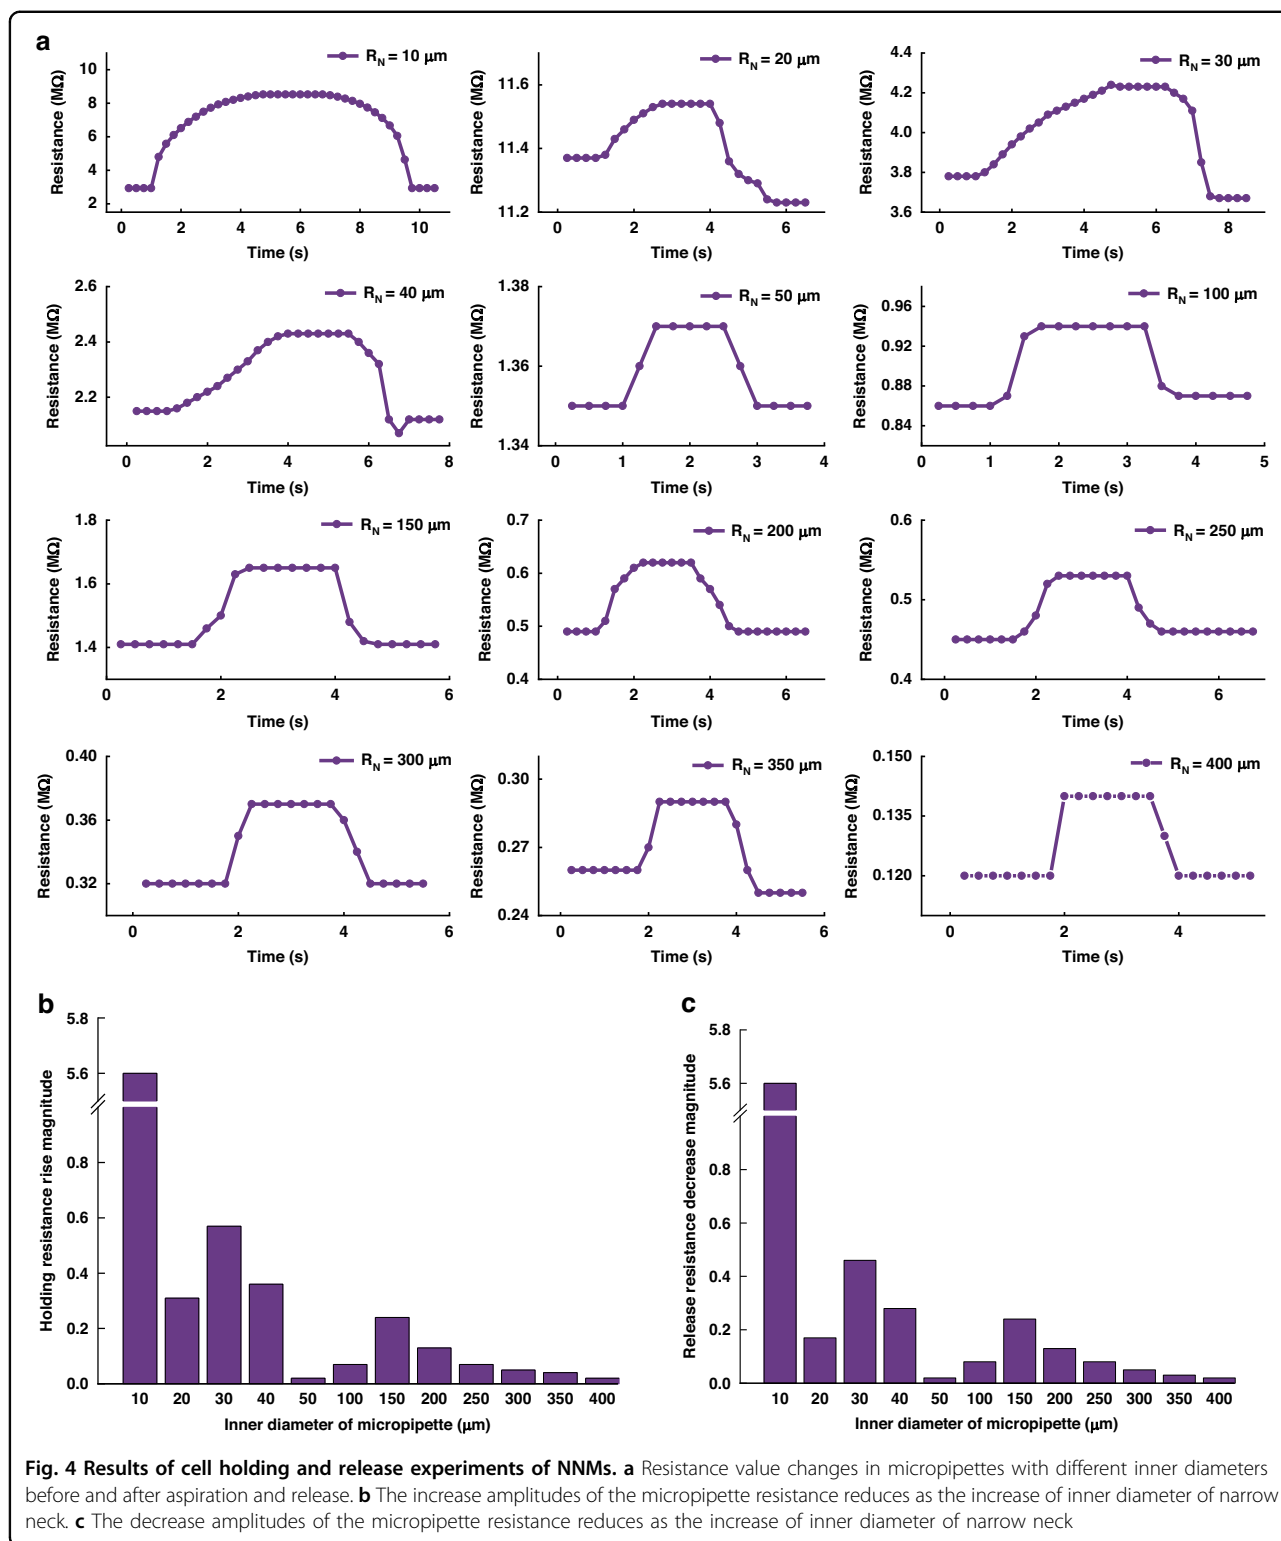 a
R_N = 10 μm
Resistance (MΩ)
10
8
6
4
2
0 2 4 6 8 10
Time (s)
R_N = 20 μm
Resistance (MΩ)
11.6
11.4
11.2
0 2 4 6
Time (s)
R_N = 30 μm
Resistance (MΩ)
4.4
4.2
4.0
3.8
3.6
0 2 4 6 8
Time (s)
R_N = 40 μm
Resistance (MΩ)
2.6
2.4
2.2
0 2 4 6 8
Time (s)
R_N = 50 μm
Resistance (MΩ)
1.38
1.36
1.34
0 1 2 3 4
Time (s)
R_N = 100 μm
Resistance (MΩ)
0.96
0.92
0.88
0.84
0 1 2 3 4 5
Time (s)
R_N = 150 μm
Resistance (MΩ)
1.8
1.6
1.4
0 2 4 6
Time (s)
R_N = 200 μm
Resistance (MΩ)
0.7
0.6
0.5
0.4
0 2 4 6
Time (s)
R_N = 250 μm
Resistance (MΩ)
0.6
0.5
0.4
0 2 4 6
Time (s)
R_N = 300 μm
Resistance (MΩ)
0.40
0.36
0.32
0 2 4 6
Time (s)
R_N = 350 μm
Resistance (MΩ)
0.30
0.27
0.24
0 2 4 6
Time (s)
R_N = 400 μm
Resistance (MΩ)
0.150
0.135
0.120
0 2 4
Time (s)
b
Holding resistance rise magnitude
5.8
5.6
0.8
0.6
0.4
0.2
0.0
10 20 30 40 50 100 150 200 250 300 350 400
Inner diameter of micropipette (μm)
c
Release resistance decrease magnitude
5.8
5.6
0.8
0.6
0.4
0.2
0.0
10 20 30 40 50 100 150 200 250 300 350 400
Inner diameter of micropipette (μm)
Fig. 4 Results of cell holding and release experiments of NNMs. a Resistance value changes in micropipettes with different inner diameters
before and after aspiration and release. b The increase amplitudes of the micropipette resistance reduces as the increase of inner diameter of narrow
neck. c The decrease amplitudes of the micropipette resistance reduces as the increase of inner diameter of narrow neck